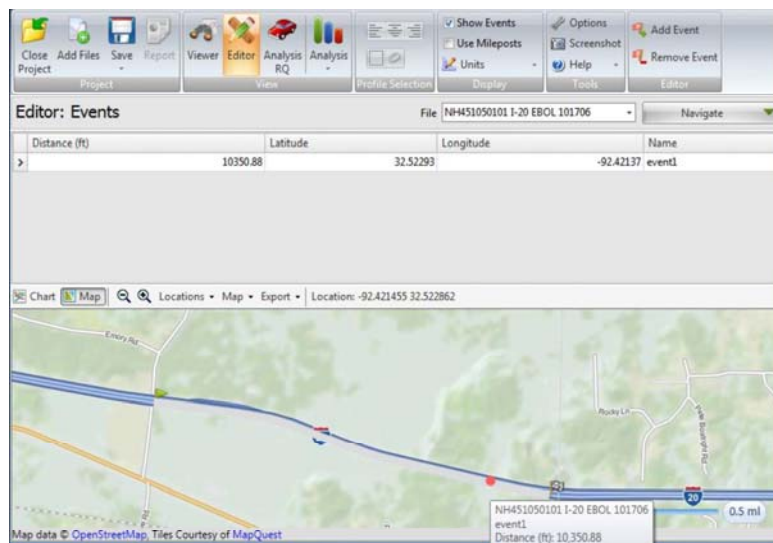 Close Project
Add Files
Save
Report
Project
Viewer
Editor
Analysis RQ
Analysis
View
Profile Selection
Show Events
Use Mileposts
Units
Display
Options
Screenshot
Help
Tools
Add Event
Remove Event
Editor
Editor: Events
File NH451050101 I-20 EBOL 101706
Navigate
Distance (ft) Latitude Longitude Name
10350.88 32.52293 -92.42137 event1
Chart Map Locations Map Export Location: -92.421455 32.522862
Emory Rd
Rocky Ln
20
0.5 ml
NH451050101 I-20 EBOL 101706
event1
Distance (ft): 10,350.88
Map data © OpenStreetMap, Tiles Courtesy of MapQuest